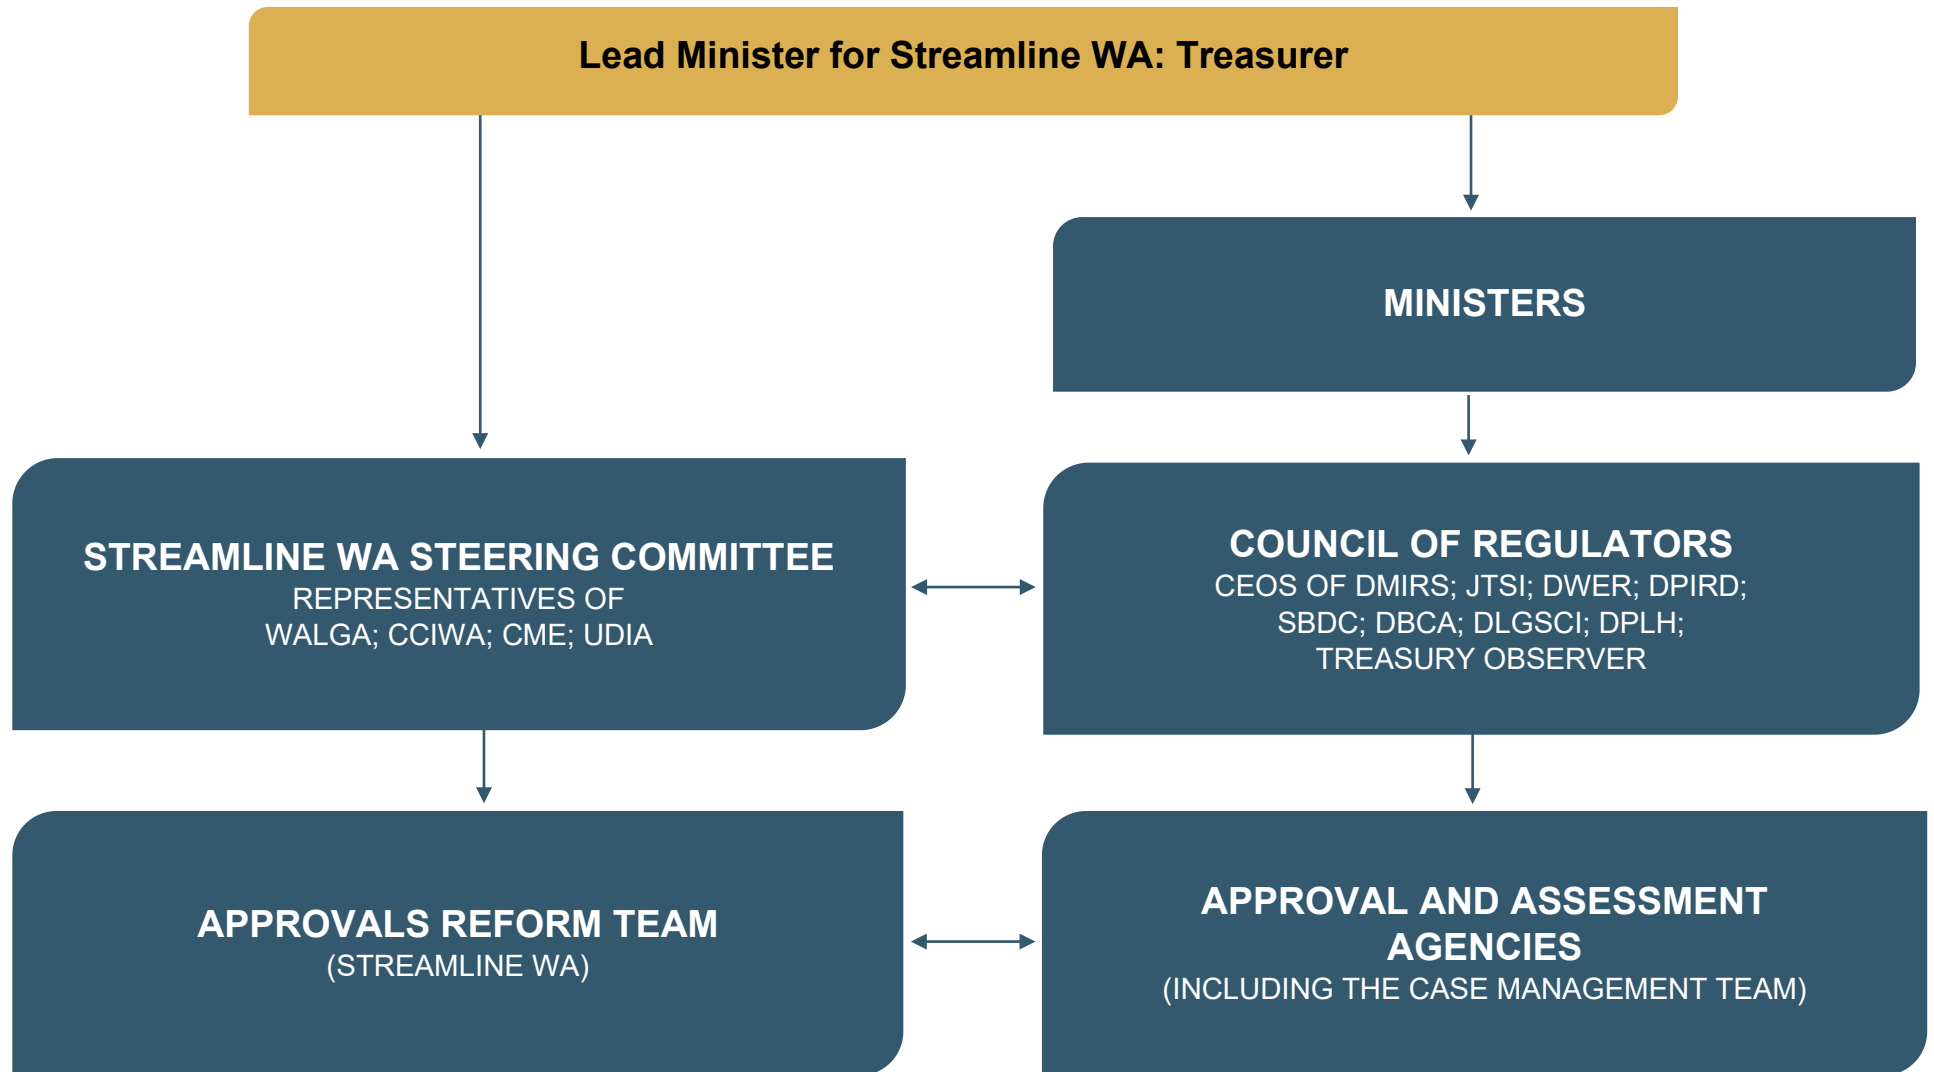 Lead Minister for Streamline WA: Treasurer
MINISTERS
STREAMLINE WA STEERING COMMITTEE
REPRESENTATIVES OF
WALGA; CCIWA; CME; UDIA
COUNCIL OF REGULATORS
CEOS OF DMIRS; JTSI; DWER; DPIRD;
SBDC; DBCA; DLGSCI; DPLH;
TREASURY OBSERVER
APPROVALS REFORM TEAM
(STREAMLINE WA)
APPROVAL AND ASSESSMENT
AGENCIES
(INCLUDING THE CASE MANAGEMENT TEAM)